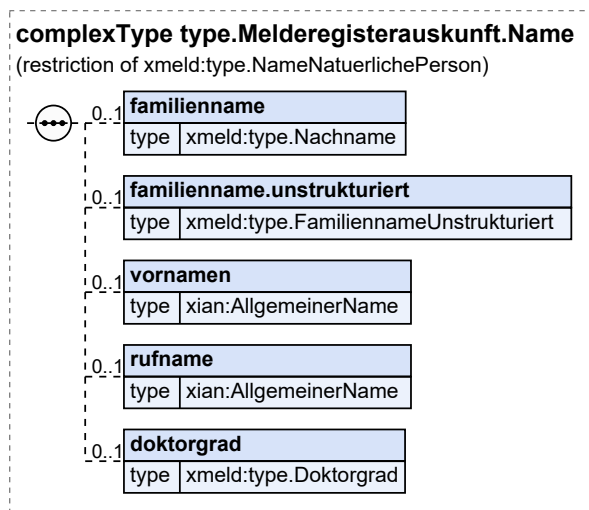 complexType type.Melderegisterauskunft.Name
(restriction of xmeld:type.NameNatuerlichePerson)
0..1 familienname
type xmeld:type.Nachname
0..1 familienname.unstrukturiert
type xmeld:type.FamiliennameUnstrukturiert
0..1 vornamen
type xian:AllgemeinerName
0..1 rufname
type xian:AllgemeinerName
0..1 doktorgrad
type xmeld:type.Doktorgrad